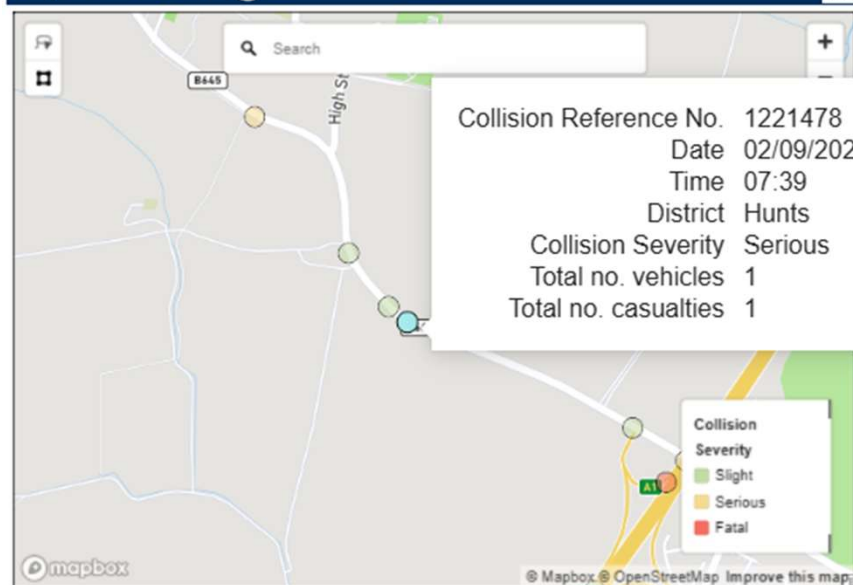 Search
+
B645
High St
Collision Reference No. 1221478
Date 02/09/202
Time 07:39
District Hunts
Collision Severity Serious
Total no. vehicles 1
Total no. casualties 1
A1
Collision
Severity
Slight
Serious
Fatal
mapbox
© Mapbox © OpenStreetMap Improve this map